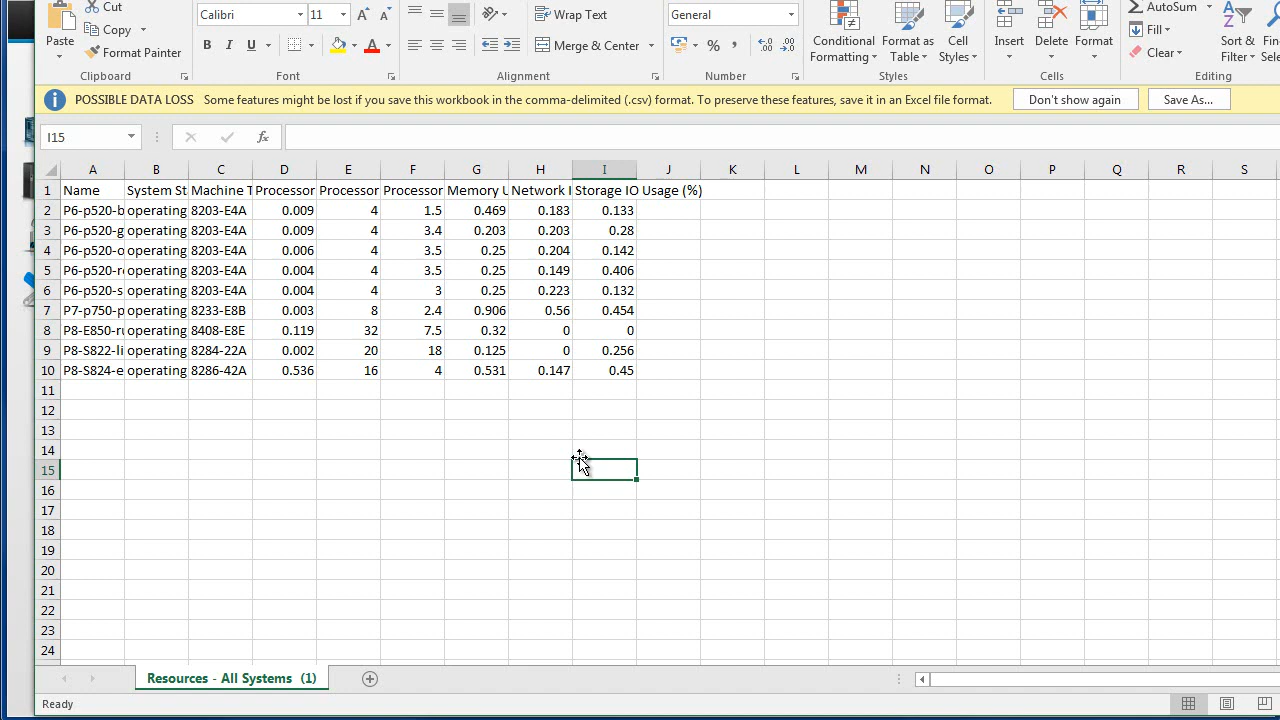 Cut
Copy
Format Painter
Paste
Clipboard
Calibri 11
A A
B I U A
Font
Wrap Text
Merge & Center
Alignment
General
$ % , .0 .00
Number
Conditional Formatting
Format as Table
Cell Styles
Styles
Insert Delete Format
Cells
AutoSum
Fill
Clear
Sort & Filter
Editing
POSSIBLE DATA LOSS Some features might be lost if you save this workbook in the comma-delimited (.csv) format. To preserve these features, save it in an Excel file format. Don't show again Save As...
I15 fx
A B C D E F G H I J K L M N O P Q R S
1 Name System St Machine T Processor Processor Processor Memory U Network I Storage IO Usage (%)
2 P6-p520-b operating 8203-E4A 0.009 4 1.5 0.469 0.183 0.133
3 P6-p520-g operating 8203-E4A 0.009 4 3.4 0.203 0.203 0.28
4 P6-p520-o operating 8203-E4A 0.006 4 3.5 0.25 0.204 0.142
5 P6-p520-r operating 8203-E4A 0.004 4 3.5 0.25 0.149 0.406
6 P6-p520-s operating 8203-E4A 0.004 4 3 0.25 0.223 0.132
7 P7-p750-p operating 8233-E8B 0.003 8 2.4 0.906 0.56 0.454
8 P8-E850-ru operating 8408-E8E 0.119 32 7.5 0.32 0 0
9 P8-S822-li operating 8284-22A 0.002 20 18 0.125 0 0.256
10 P8-S824-e operating 8286-42A 0.536 16 4 0.531 0.147 0.45
11
12
13
14
15
16
17
18
19
20
21
22
23
24
Resources - All Systems (1)
Ready